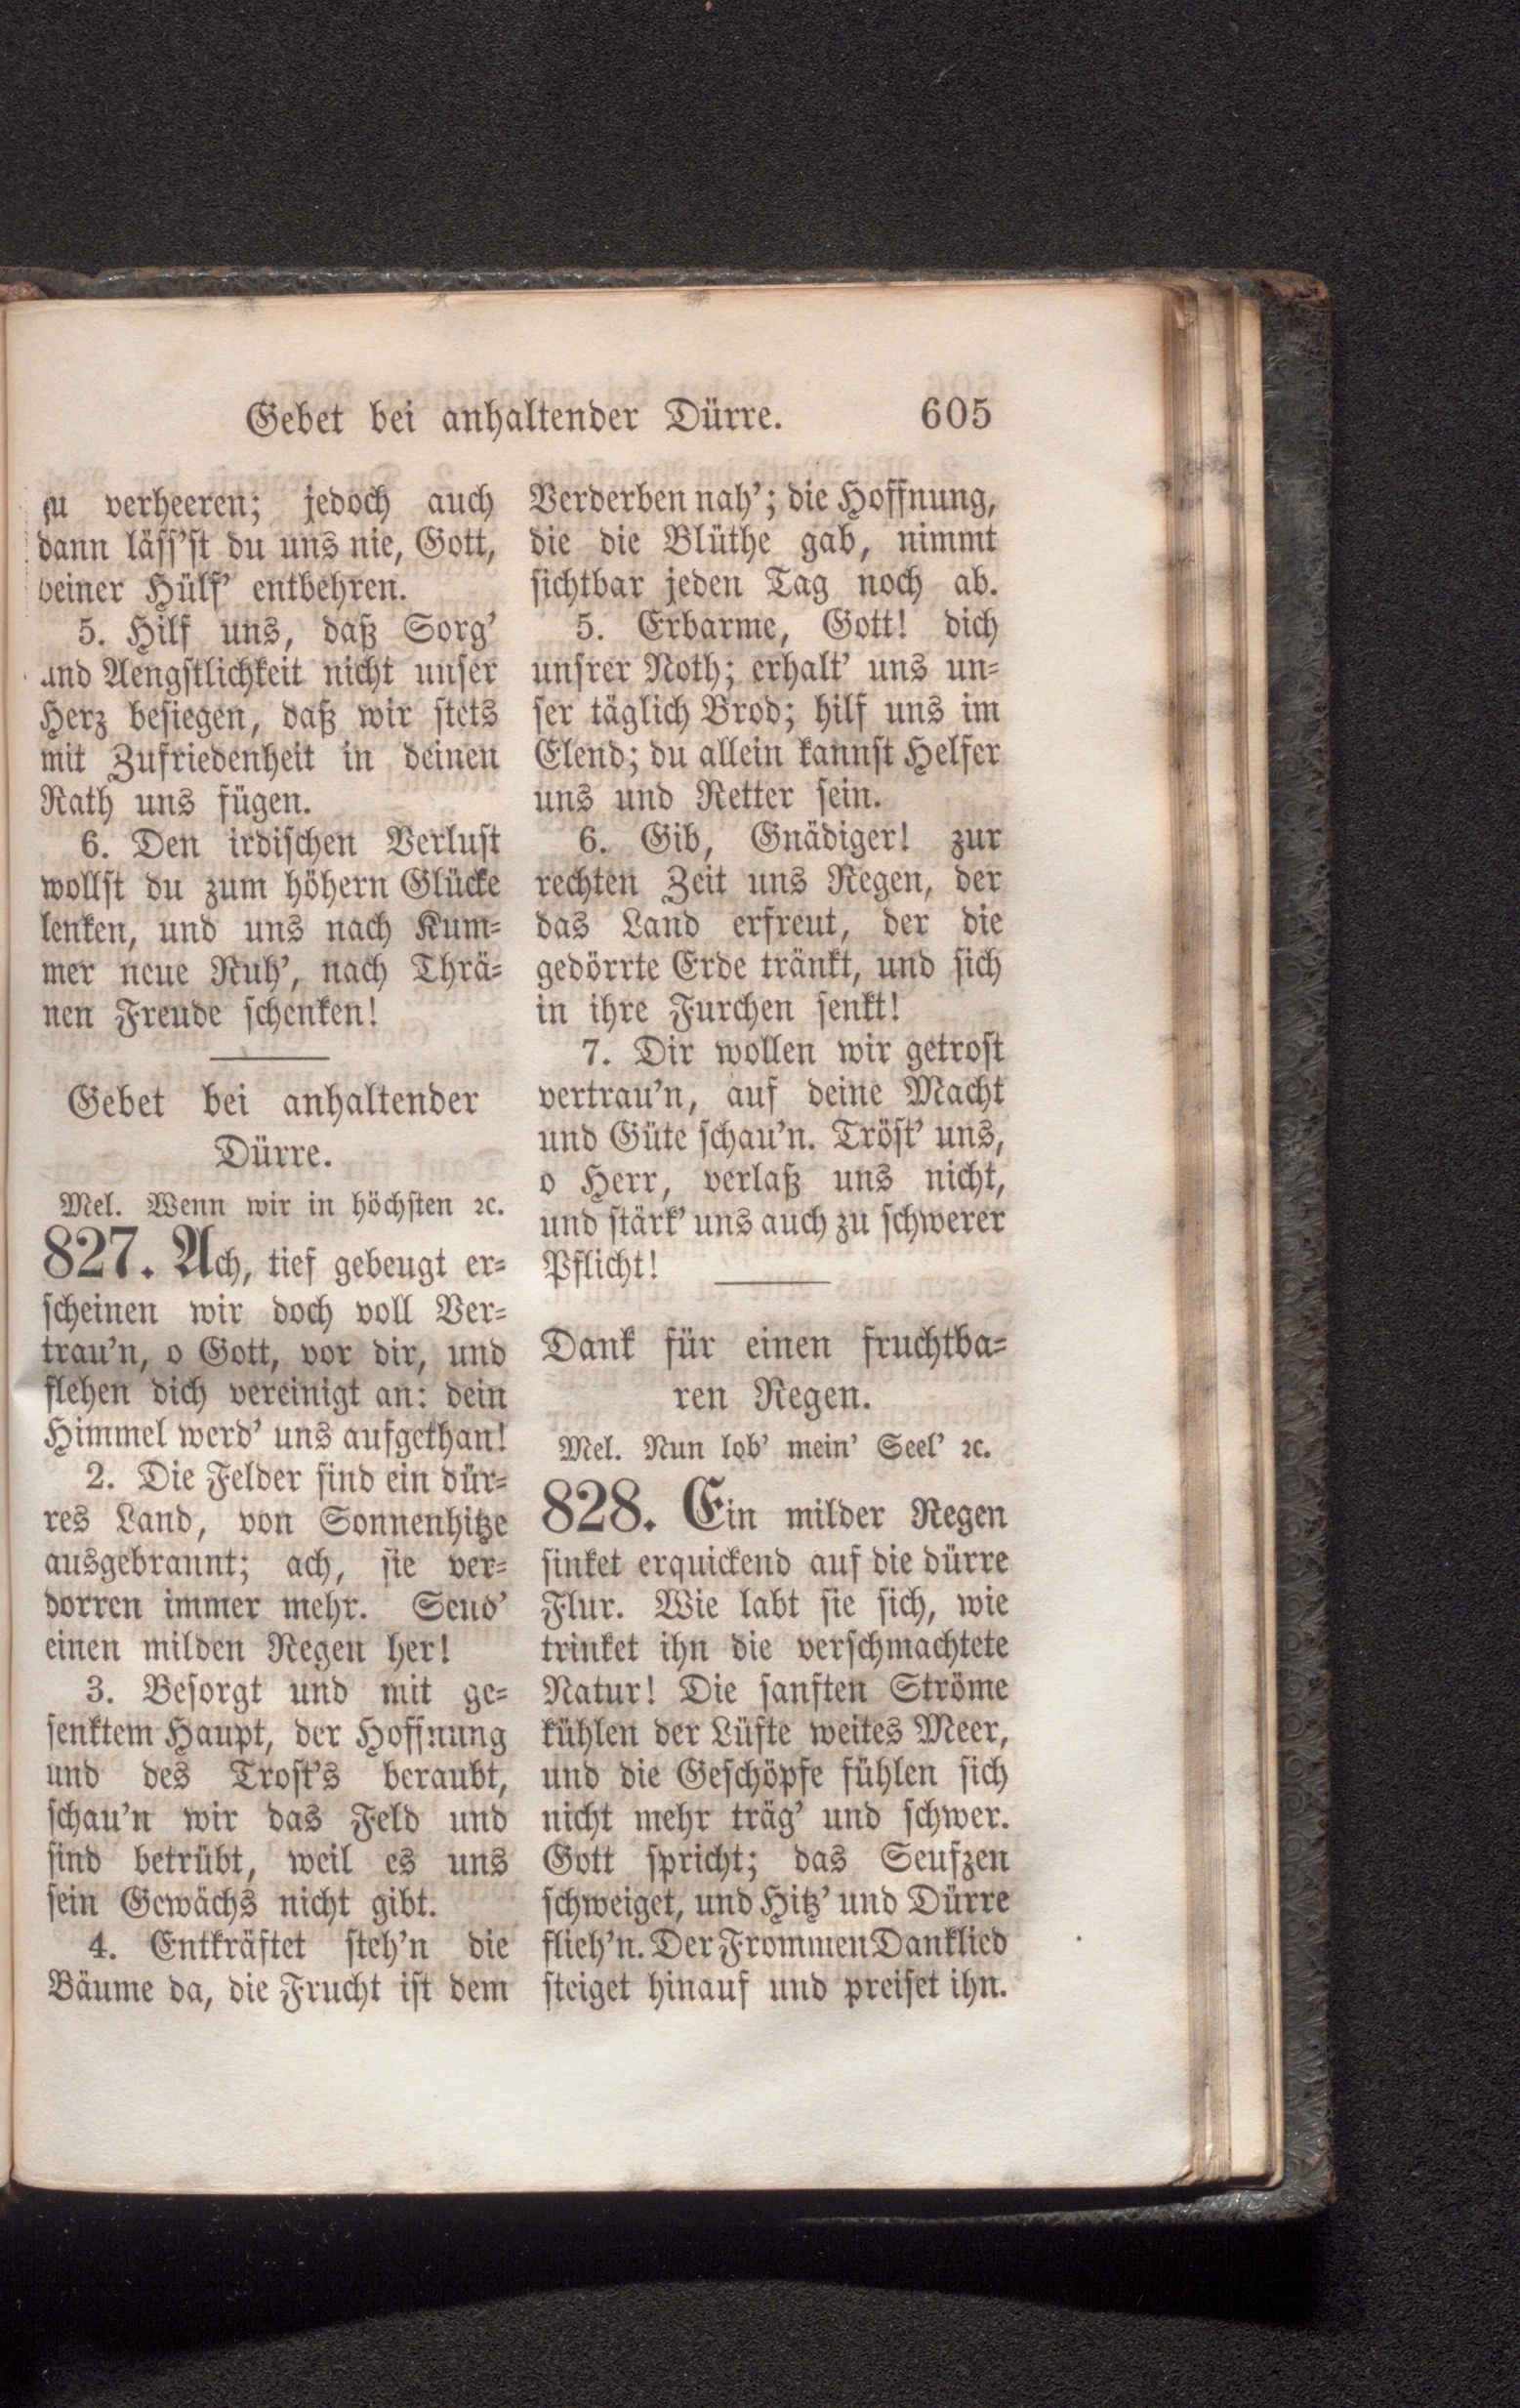 Gebet bei anhaltender Dürre. 605
zu verheeren; jedoch auch
dann läss'st du uns nie, Gott,
deiner Hülf' entbehren.
5. Hilf uns, daß Sorg'
und Aengstlichkeit nicht unser
Herz besiegen, daß wir stets
mit Zufriedenheit in deinen
Rath uns fügen.
6. Den irdischen Verlust
wollst du zum höhern Glücke
lenken, und uns nach Kum-
mer neue Ruh', nach Thrä-
nen Freude schenken!
Gebet bei anhaltender
Dürre.
Mel. Wenn wir in höchsten ꝛc.
827. Ach, tief gebeugt er-
scheinen wir doch voll Ver-
trau'n, o Gott, vor dir, und
flehen dich vereinigt an: dein
Himmel werd' uns aufgethan!
2. Die Felder sind ein dür-
res Land, von Sonnenhitze
ausgebrannt; ach, sie ver-
dorren immer mehr. Send'
einen milden Regen her!
3. Besorgt und mit ge-
senktem Haupt, der Hoffnung
und des Trost's beraubt,
schau'n wir das Feld und
sind betrübt, weil es uns
sein Gewächs nicht gibt.
4. Entkräftet steh'n die
Bäume da, die Frucht ist dem
Verderben nah'; die Hoffnung,
die die Blüthe gab, nimmt
sichtbar jeden Tag noch ab.
5. Erbarme, Gott! dich
unsrer Noth; erhalt' uns un-
ser täglich Brod; hilf uns im
Elend; du allein kannst Helfer
uns und Retter sein.
6. Gib, Gnädiger! zur
rechten Zeit uns Regen, der
das Land erfreut, der die
gedörrte Erde tränkt, und sich
in ihre Furchen senkt!
7. Dir wollen wir getrost
vertrau'n, auf deine Macht
und Güte schau'n. Tröst' uns,
o Herr, verlaß uns nicht,
und stärk' uns auch zu schwerer
Pflicht!
Dank für einen fruchtba-
ren Regen.
Mel. Nun lob' mein' Seel' ꝛc.
828. Ein milder Regen
sinket erquickend auf die dürre
Flur. Wie labt sie sich, wie
trinket ihn die verschmachtete
Natur! Die sanften Ströme
kühlen der Lüfte weites Meer,
und die Geschöpfe fühlen sich
nicht mehr träg' und schwer.
Gott spricht; das Seufzen
schweiget, und Hitz' und Dürre
flieh'n. Der Frommen Danklied
steiget hinauf und preiset ihn.